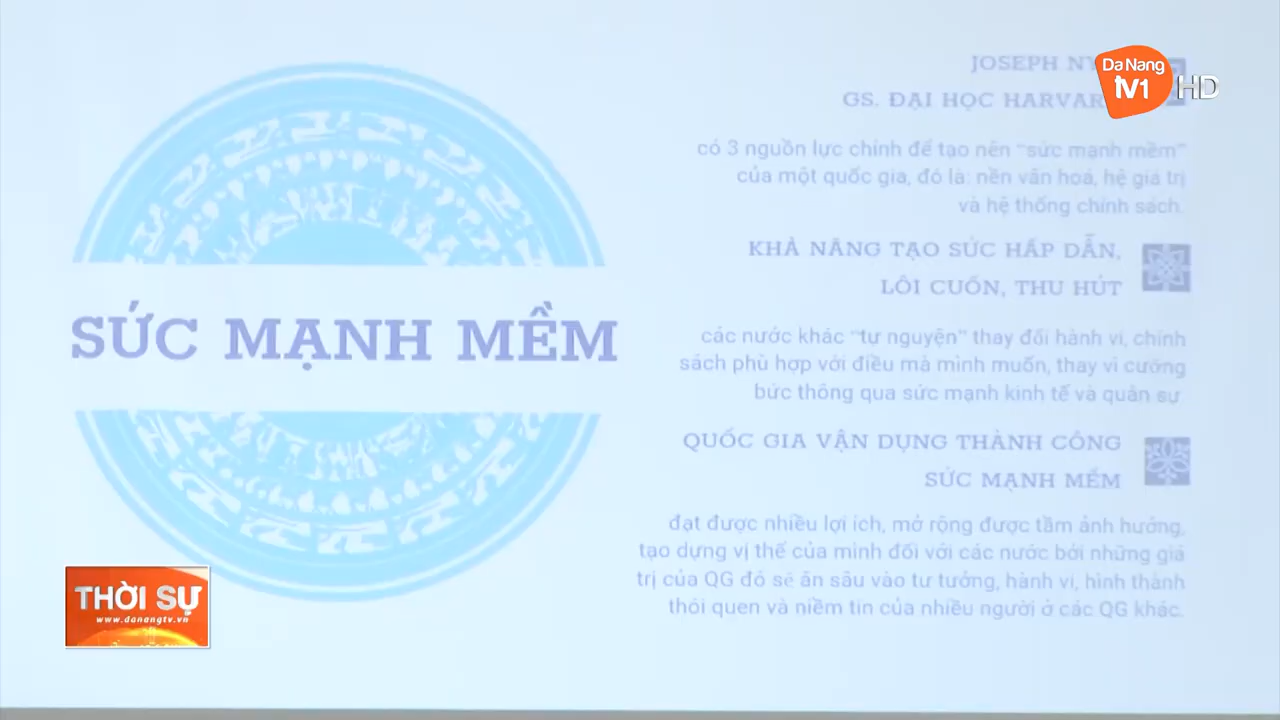 SỨC MẠNH MỀM
JOSEPH
GS. ĐẠI HỌC
có 3 nguồn lực chính để tạo nên “sức mạnh mềm”
của một quốc gia, đó là: nền văn hoá, hệ giá trị
và hệ thống chính sách.
KHẢ NĂNG TẠO SỨC HẤP DẪN,
LÔI CUỐN, THU HÚT
các nước khác “tự nguyện” thay đổi hành vi, chính
sách phù hợp với điều mà mình muốn, thay vì cưỡng
bức thông qua sức mạnh kinh tế và quân sự
QUỐC GIA VẬN DỤNG THÀNH CÔNG
SỨC MẠNH MỀM
đạt được nhiều lợi ích, mở rộng được tầm ảnh hưởng,
tạo dựng vị thế của mình đối với các nước bởi những giá
trị của QG đó sẽ ăn sâu vào tư tưởng, hành vi, hình thành
thói quen và niềm tin của nhiều người ở các QG khác.
Da Nang
TV1 HD
THỜI SỰ
www.danangtv.vn